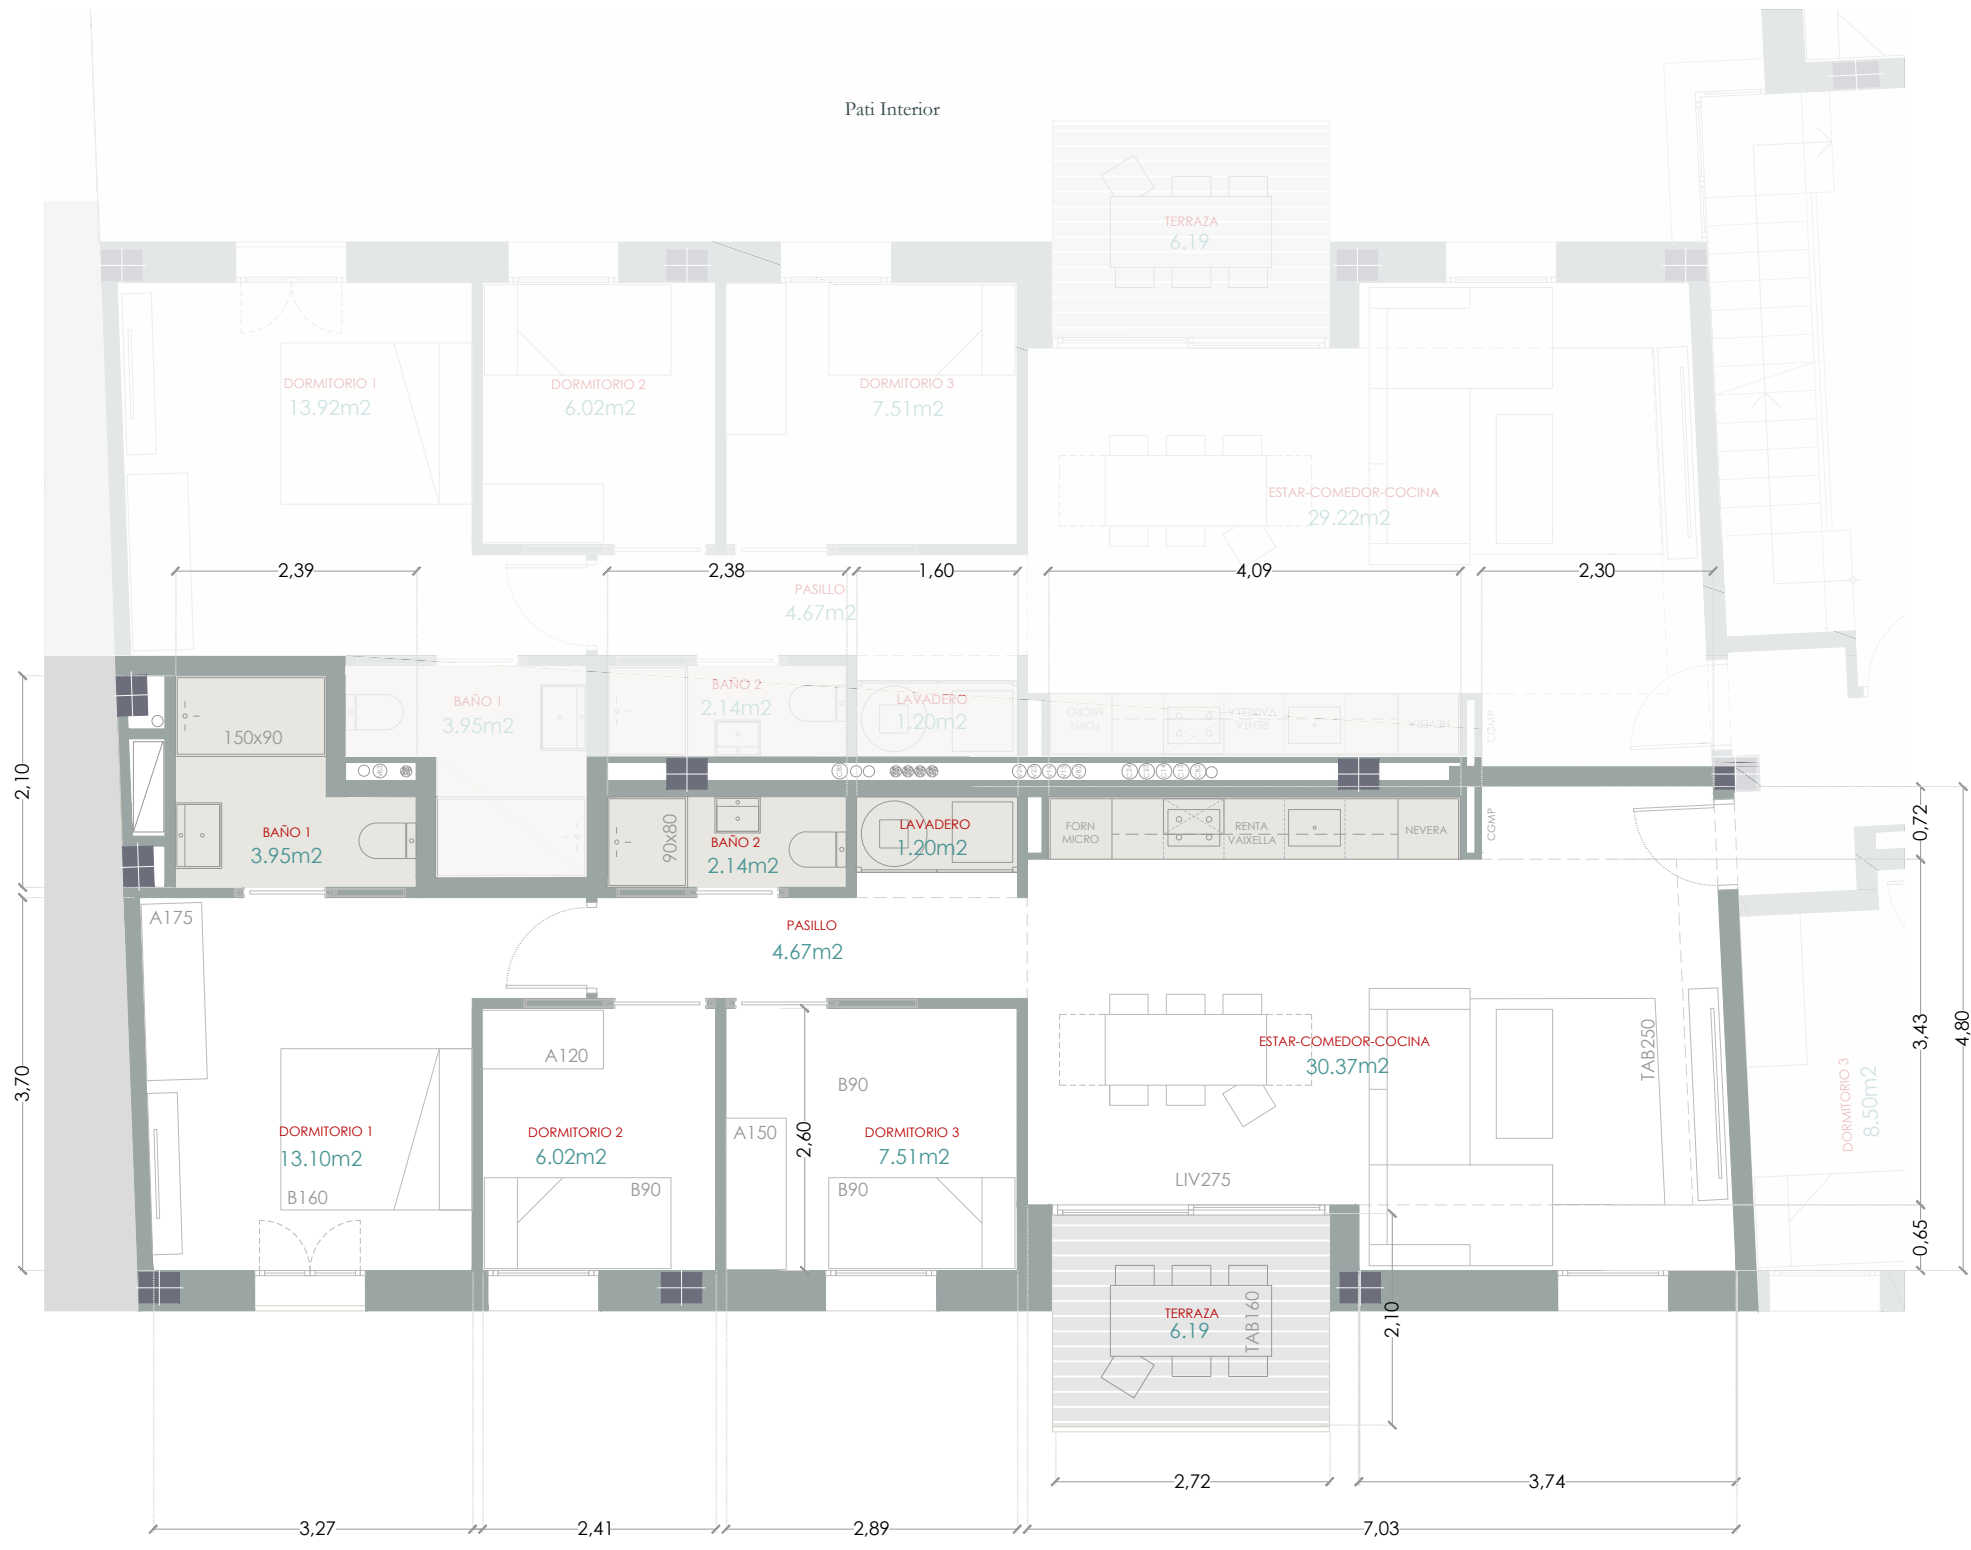 Pati Interior
TERRAZA
6.19
DORMITORIO 1
13.92m2
DORMITORIO 2
6.02m2
DORMITORIO 3
7.51m2
ESTAR-COMEDOR-COCINA
29.22m2
2,39
2,38
1,60
4,09
2,30
PASILLO
4.67m2
BAÑO 1
3.95m2
BAÑO 2
2.14m2
LAVADERO
1.20m2
FORN
MICRO
RENTA
VAIXELLA
NEVERA
CGMP
150x90
2,10
BAÑO 1
3.95m2
90x80
BAÑO 2
2.14m2
LAVADERO
1.20m2
FORN
MICRO
RENTA
VAIXELLA
NEVERA
CGMP
0,72
A175
PASILLO
4.67m2
3,70
A120
B90
2,60
A150
ESTAR-COMEDOR-COCINA
30.37m2
TAB250
3,43
4,80
DORMITORIO 3
8.50m2
DORMITORIO 1
13.10m2
B160
DORMITORIO 2
6.02m2
B90
DORMITORIO 3
7.51m2
B90
LIV275
0,65
TERRAZA
6.19
TAB160
2,10
2,72
3,74
3,27
2,41
2,89
7,03